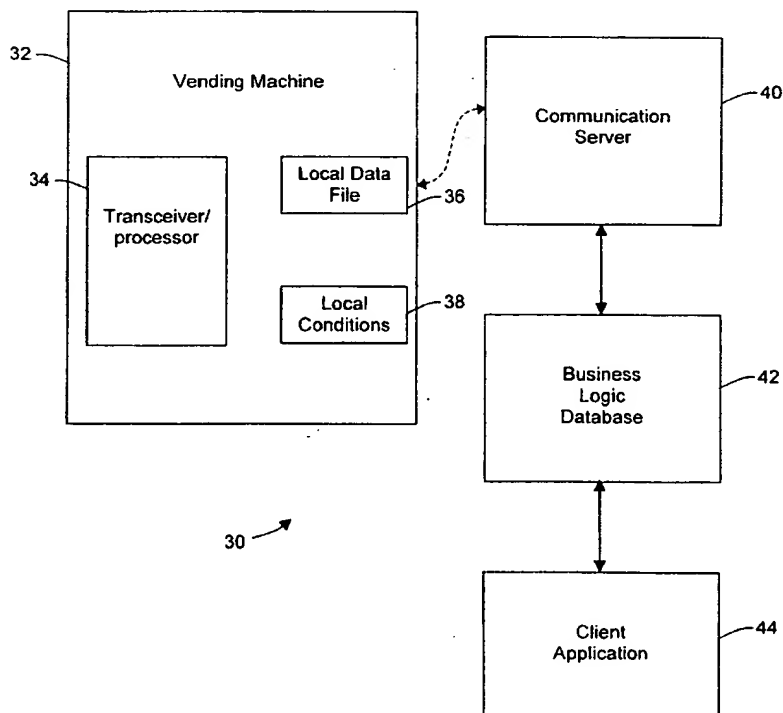 32
Vending Machine
34
Transceiver/
processor
Local Data
File
36
Local
Conditions
38
Communication
Server
40
Business
Logic
Database
42
30
Client
Application
44